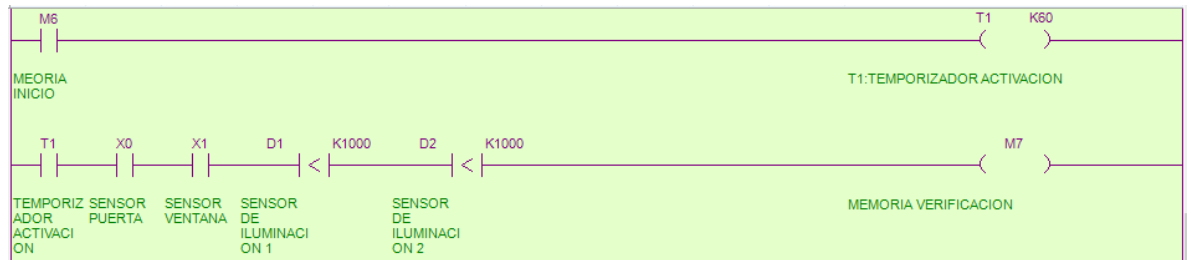 M6 T1 K60
MEORIA
INICIO
T1:TEMPORIZADOR ACTIVACION
T1 X0 X1 D1 < K1000 D2 < K1000 M7
TEMPORIZ
ADOR
ACTIVACI
ON
SENSOR
PUERTA
SENSOR
VENTANA
SENSOR
DE
ILUMINACI
ON 1
SENSOR
DE
ILUMINACI
ON 2
MEMORIA VERIFICACION